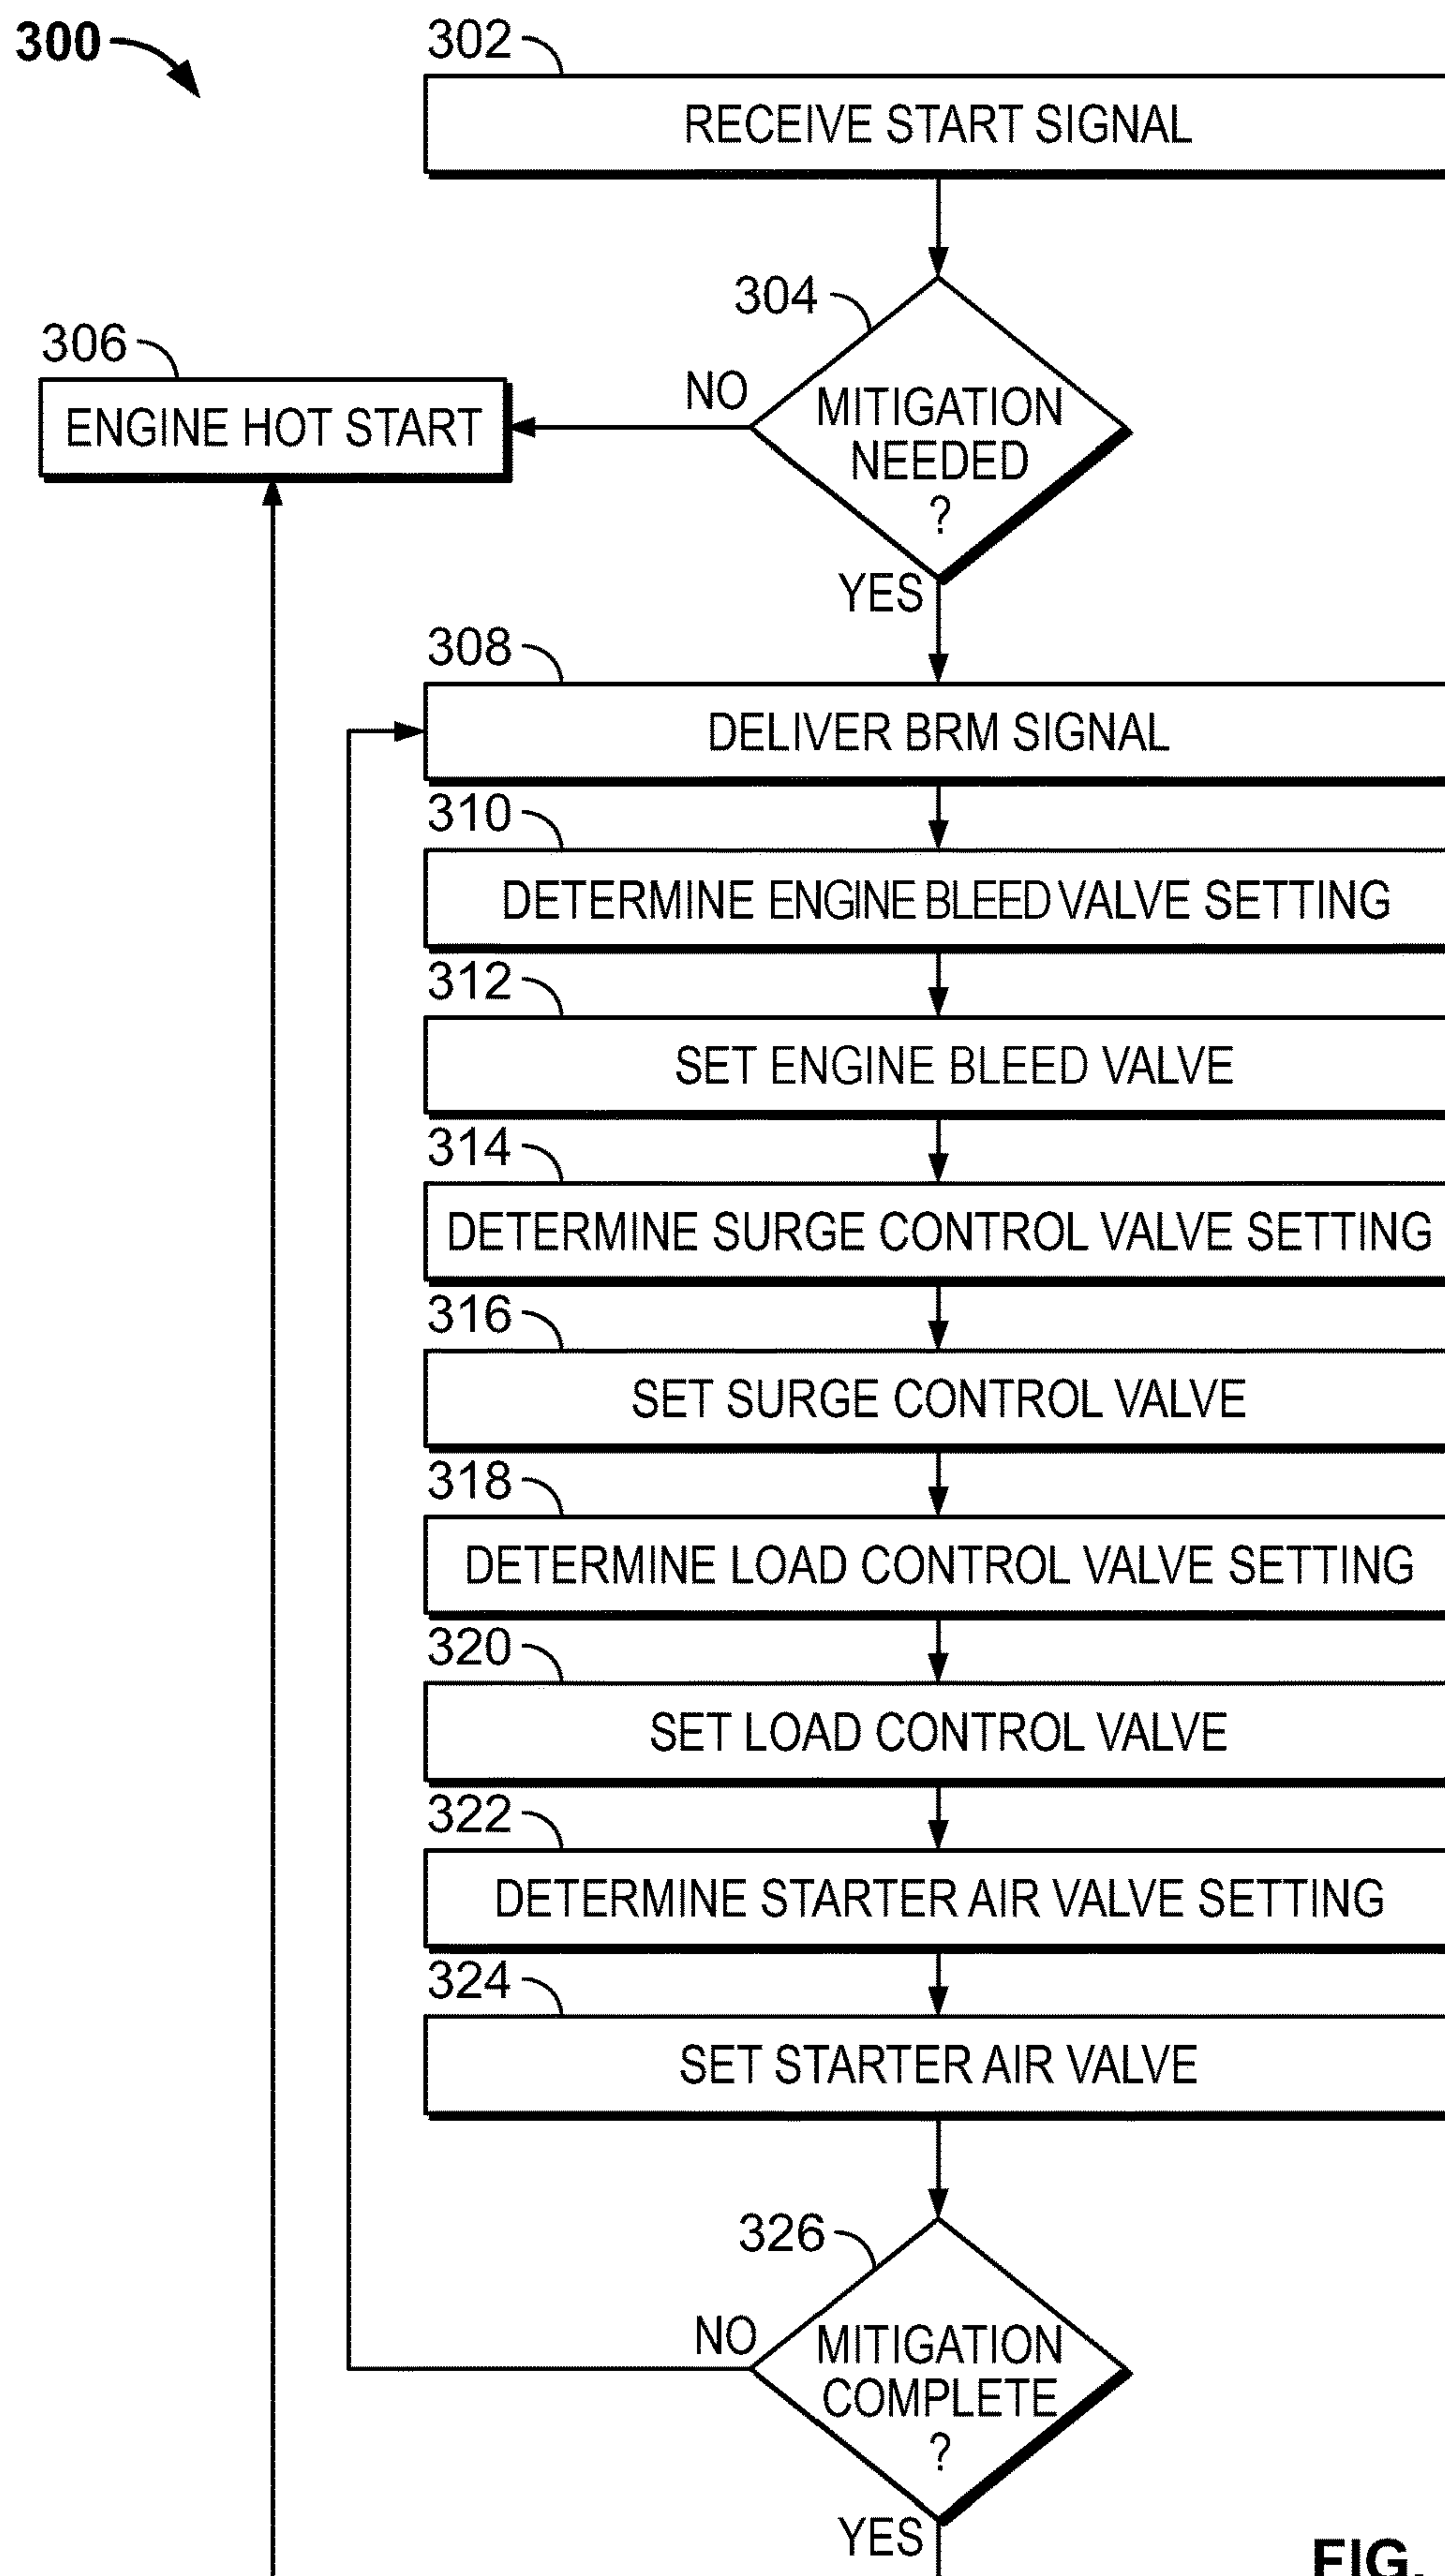 300
302
RECEIVE START SIGNAL
304
MITIGATION
NEEDED
?
NO
306
ENGINE HOT START
YES
308
DELIVER BRM SIGNAL
310
DETERMINE ENGINE BLEED VALVE SETTING
312
SET ENGINE BLEED VALVE
314
DETERMINE SURGE CONTROL VALVE SETTING
316
SET SURGE CONTROL VALVE
318
DETERMINE LOAD CONTROL VALVE SETTING
320
SET LOAD CONTROL VALVE
322
DETERMINE STARTER AIR VALVE SETTING
324
SET STARTER AIR VALVE
326
MITIGATION
COMPLETE
?
NO
YES
FIG.